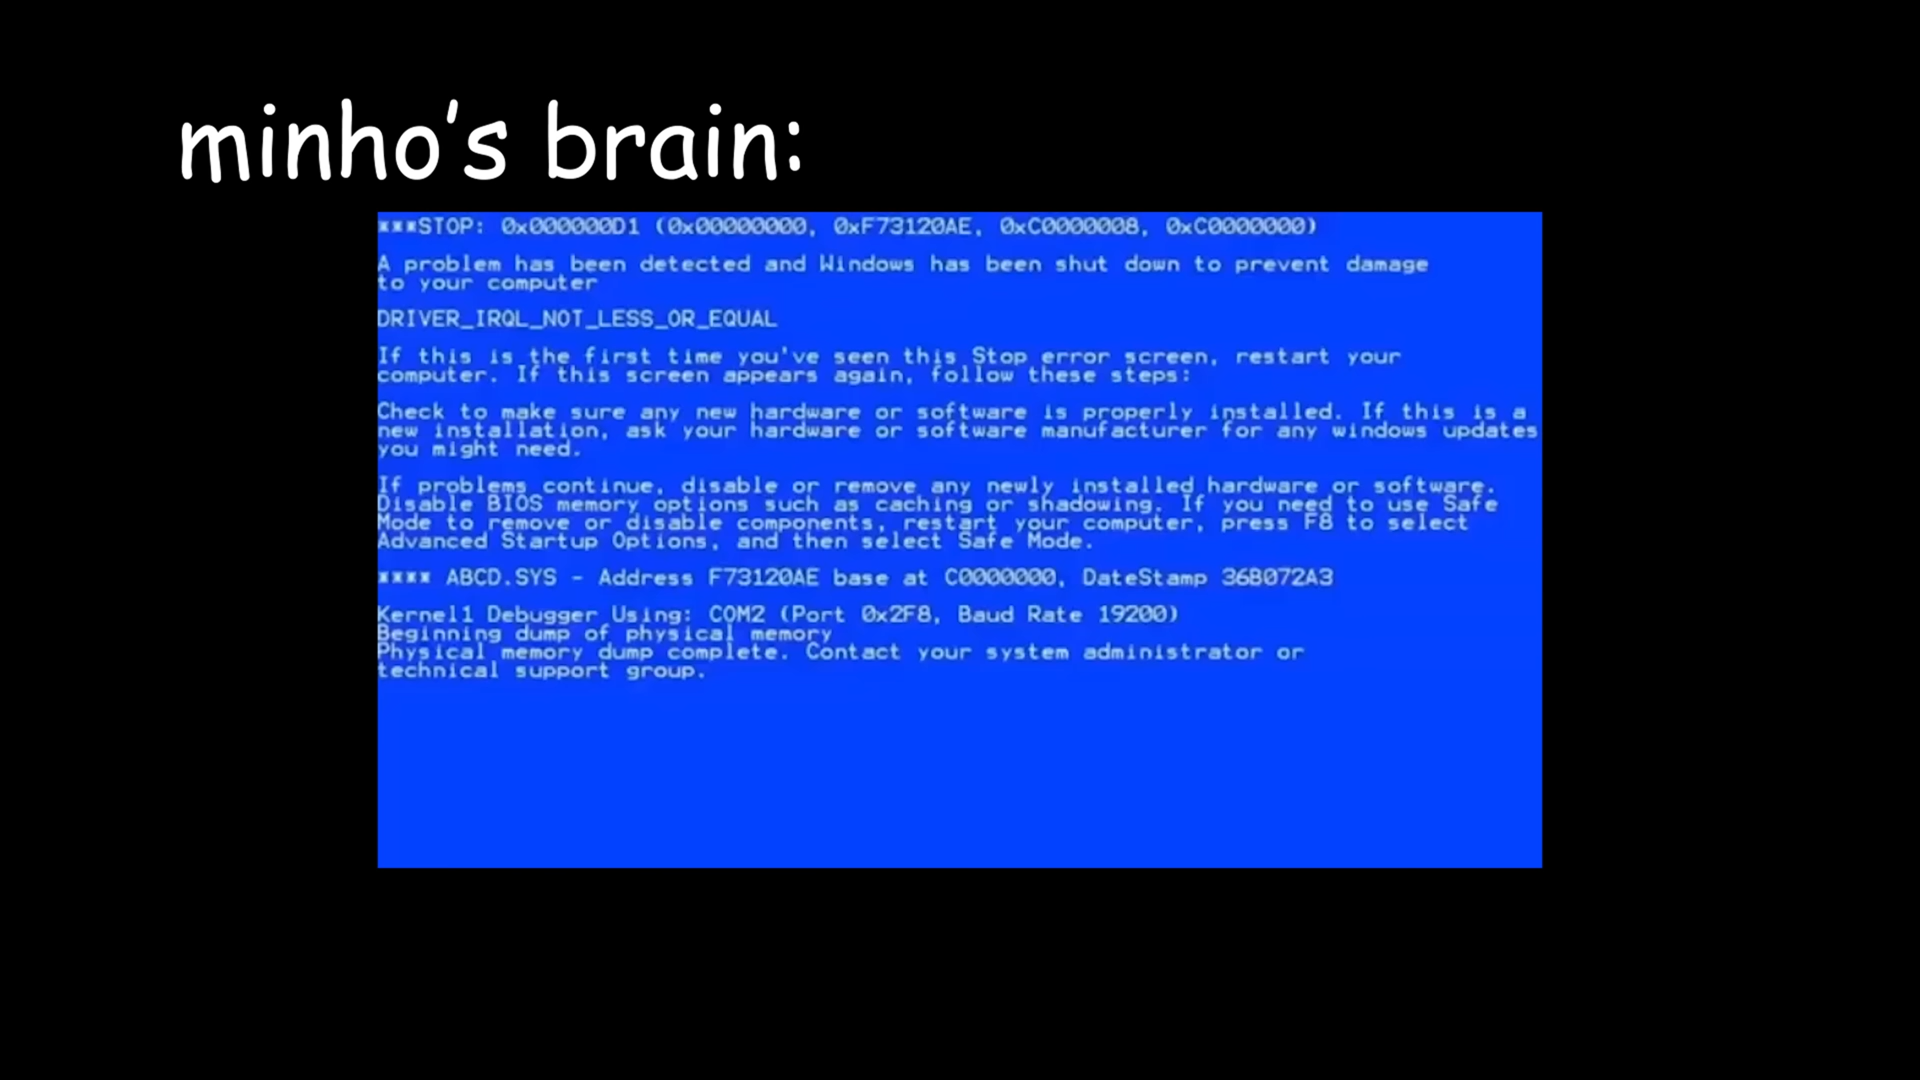 minho's brain:
***STOP: 0x000000D1 (0x00000000, 0xF73120AE, 0xC0000008, 0xC0000000)
A problem has been detected and Windows has been shut down to prevent damage
to your computer
DRIVER_IRQL_NOT_LESS_OR_EQUAL
If this is the first time you've seen this Stop error screen, restart your
computer. If this screen appears again, follow these steps:
Check to make sure any new hardware or software is properly installed. If this is a
new installation, ask your hardware or software manufacturer for any windows updates
you might need.
If problems continue, disable or remove any newly installed hardware or software.
Disable BIOS memory options such as caching or shadowing. If you need to use Safe
Mode to remove or disable components, restart your computer, press F8 to select
Advanced Startup Options, and then select Safe Mode.
**** ABCD.SYS - Address F73120AE base at C0000000, DateStamp 36B072A3
Kernel1 Debugger Using: COM2 (Port 0x2F8, Baud Rate 19200)
Beginning dump of physical memory
Physical memory dump complete. Contact your system administrator or
technical support group.